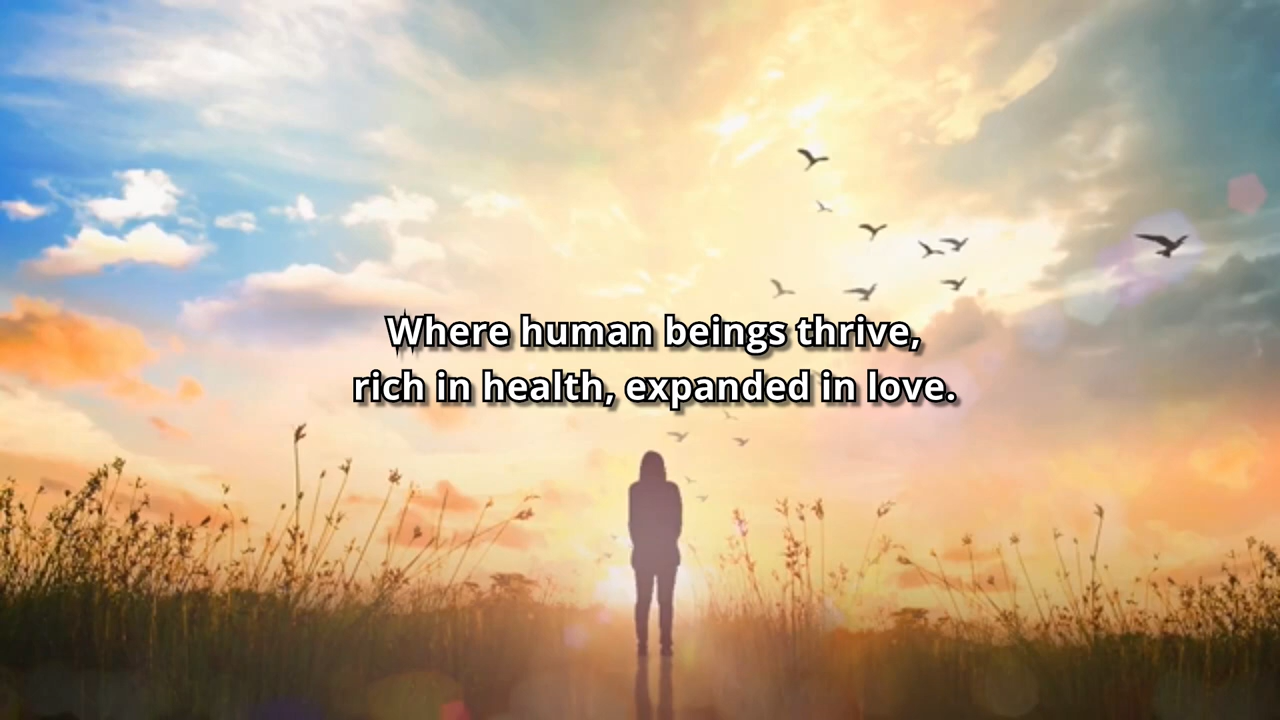 Where human beings thrive,
rich in health, expanded in love.